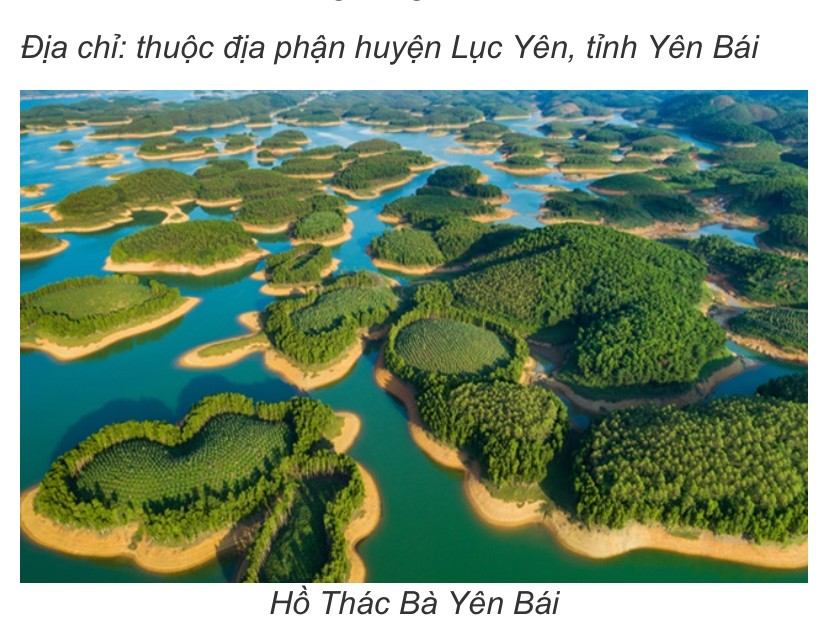 Địa chỉ: thuộc địa phận huyện Lục Yên, tỉnh Yên Bái
Hồ Thác Bà Yên Bái